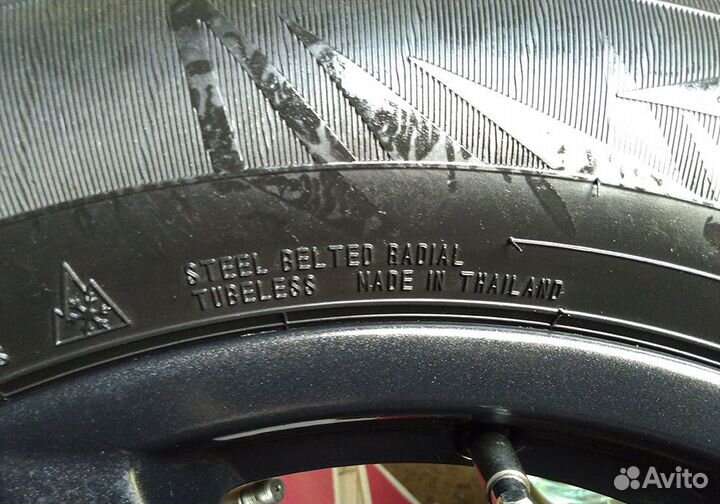 STEEL BELTED RADIAL
TUBELESS MADE IN THAILAND
Avito